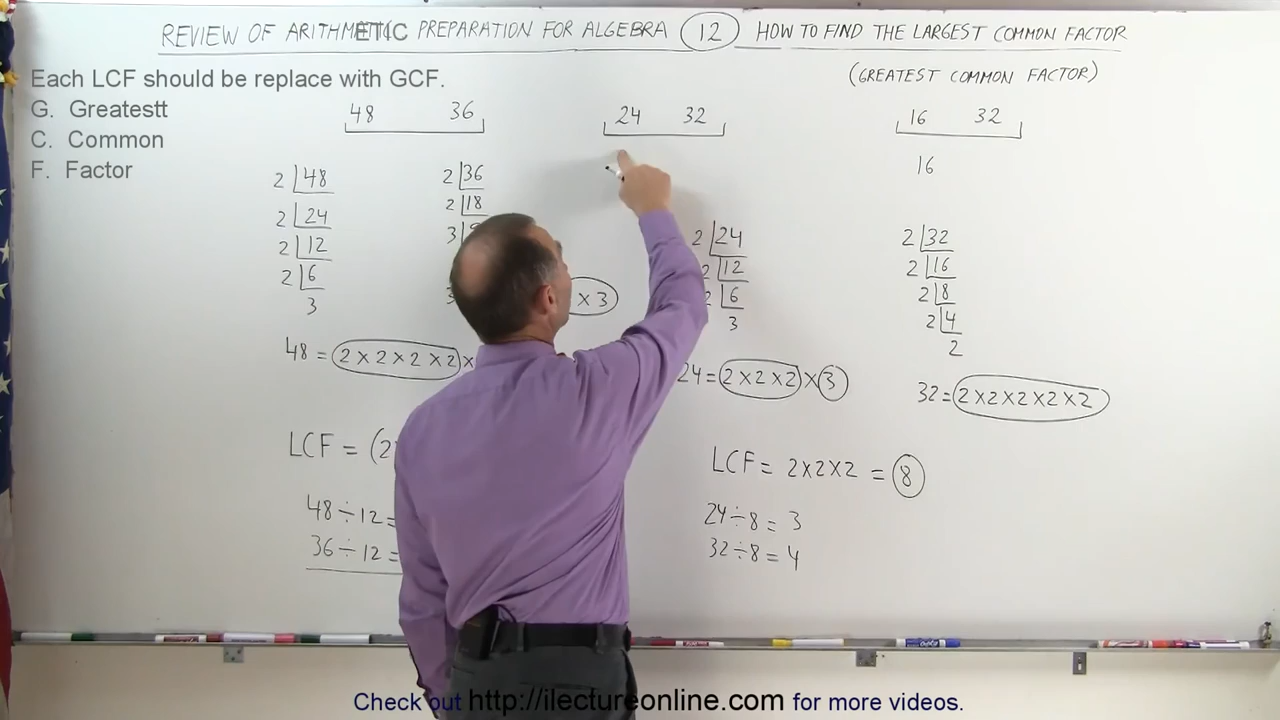 REVIEW OF ARITHMETIC PREPARATION FOR ALGEBRA 12 HOW TO FIND THE LARGEST COMMON FACTOR
(GREATEST COMMON FACTOR)
Each LCF should be replace with GCF.
G. Greatestt
C. Common
F. Factor
48 36
2 48
2 24
2 12
2 6
3
2 36
2 18
3
48 = 2 × 2 × 2 × 2 ×
× 3
LCF = (2
48 ÷ 12 =
36 ÷ 12 =
24 32
2 24
2 12
2 6
3
24 = 2 × 2 × 2 × 3
LCF = 2 × 2 × 2 = 8
24 ÷ 8 = 3
32 ÷ 8 = 4
16 32
16
2 32
2 16
2 8
2 4
2
32 = 2 × 2 × 2 × 2 × 2
Check out http://ilectureonline.com for more videos.